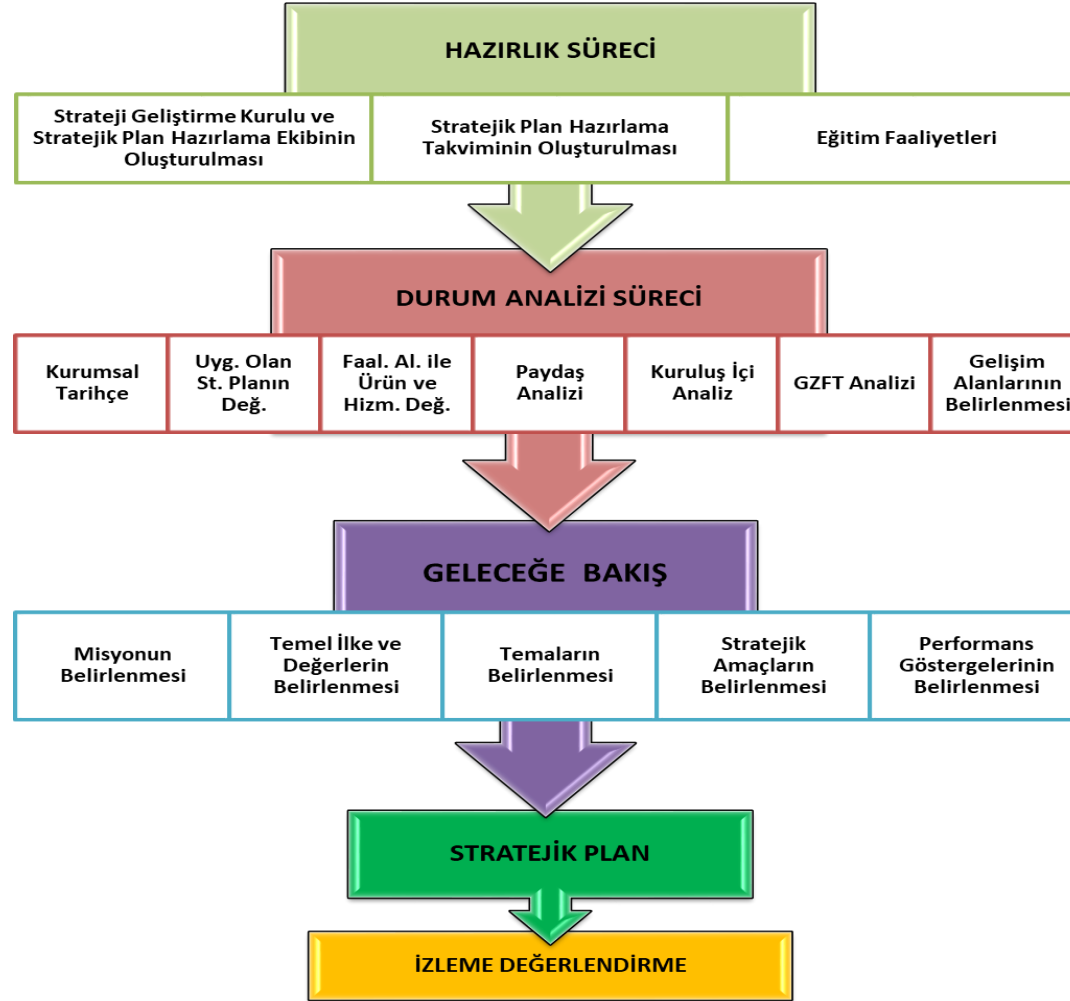 HAZIRLIK SÜRECİ
Strateji Geliştirme Kurulu ve
Stratejik Plan Hazırlama Ekibinin
Oluşturulması
Stratejik Plan Hazırlama
Takviminin Oluşturulması
Eğitim Faaliyetleri
DURUM ANALİZİ SÜRECİ
Kurumsal
Tarihçe
Uyg. Olan
St. Planın
Değ.
Faal. Al. ile
Ürün ve
Hizm. Değ.
Paydaş
Analizi
Kuruluş İçi
Analiz
GZFT Analizi
Gelişim
Alanlarının
Belirlenmesi
GELECEĞE BAKIŞ
Misyonun
Belirlenmesi
Temel İlke ve
Değerlerin
Belirlenmesi
Temaların
Belirlenmesi
Stratejik
Amaçların
Belirlenmesi
Performans
Göstergelerinin
Belirlenmesi
STRATEJİK PLAN
İZLEME DEĞERLENDİRME